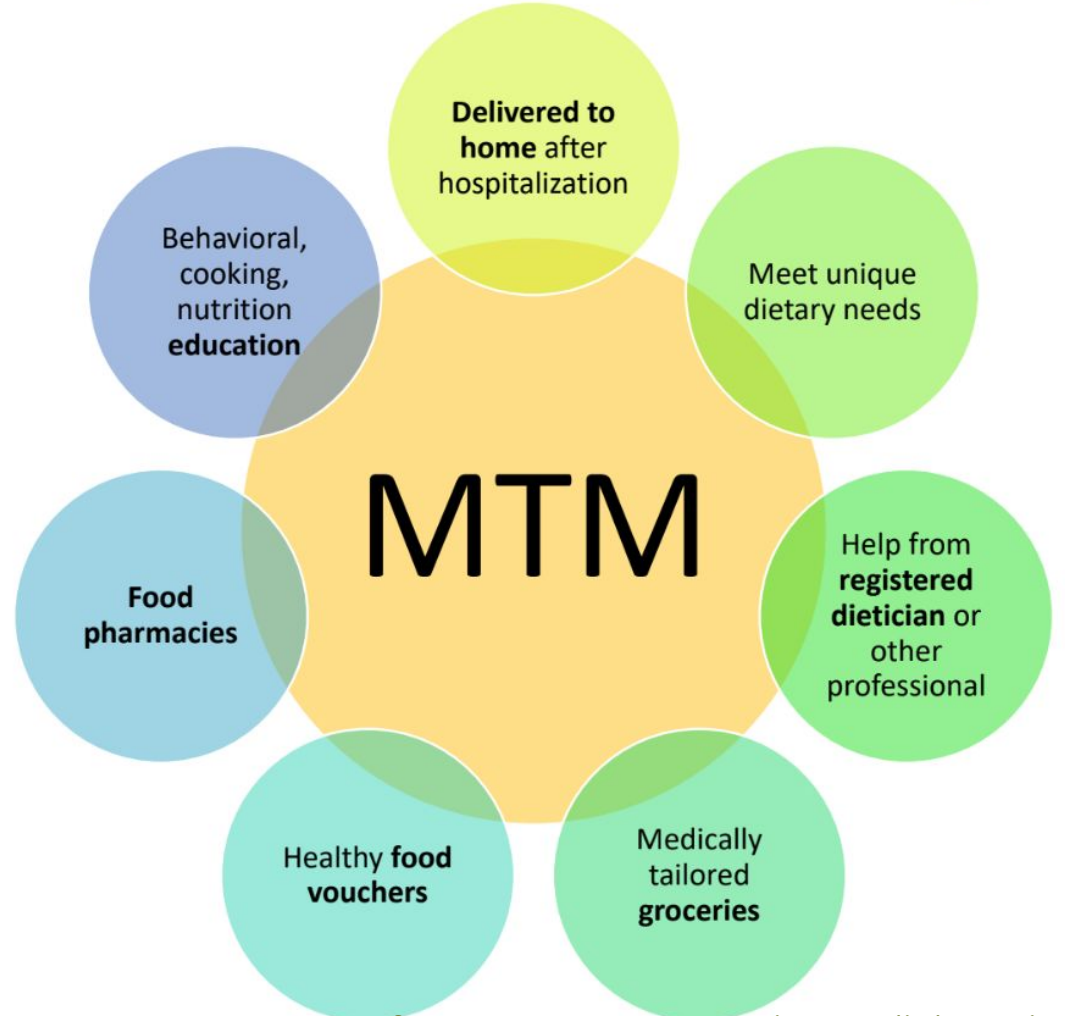 Delivered to
home after
hospitalization
Meet unique
dietary needs
Help from
registered
dietician or
other
professional
Medically
tailored
groceries
Healthy food
vouchers
Food
pharmacies
Behavioral,
cooking,
nutrition
education
MTM